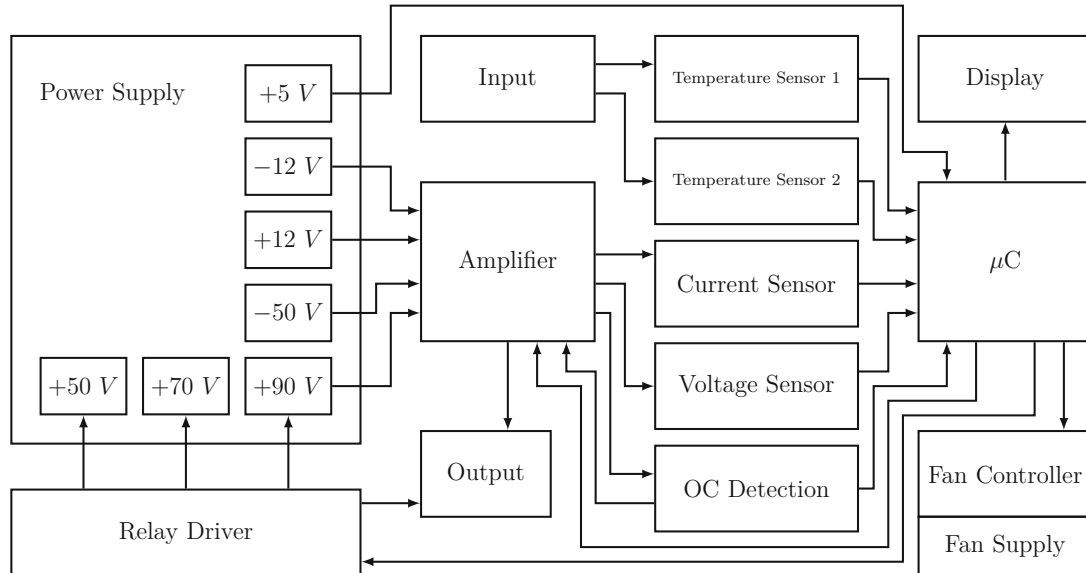 Power Supply
+5 V
−12 V
+12 V
−50 V
+50 V
+70 V
+90 V
Relay Driver
Input
Amplifier
Output
Temperature Sensor 1
Temperature Sensor 2
Current Sensor
Voltage Sensor
OC Detection
Display
μC
Fan Controller
Fan Supply